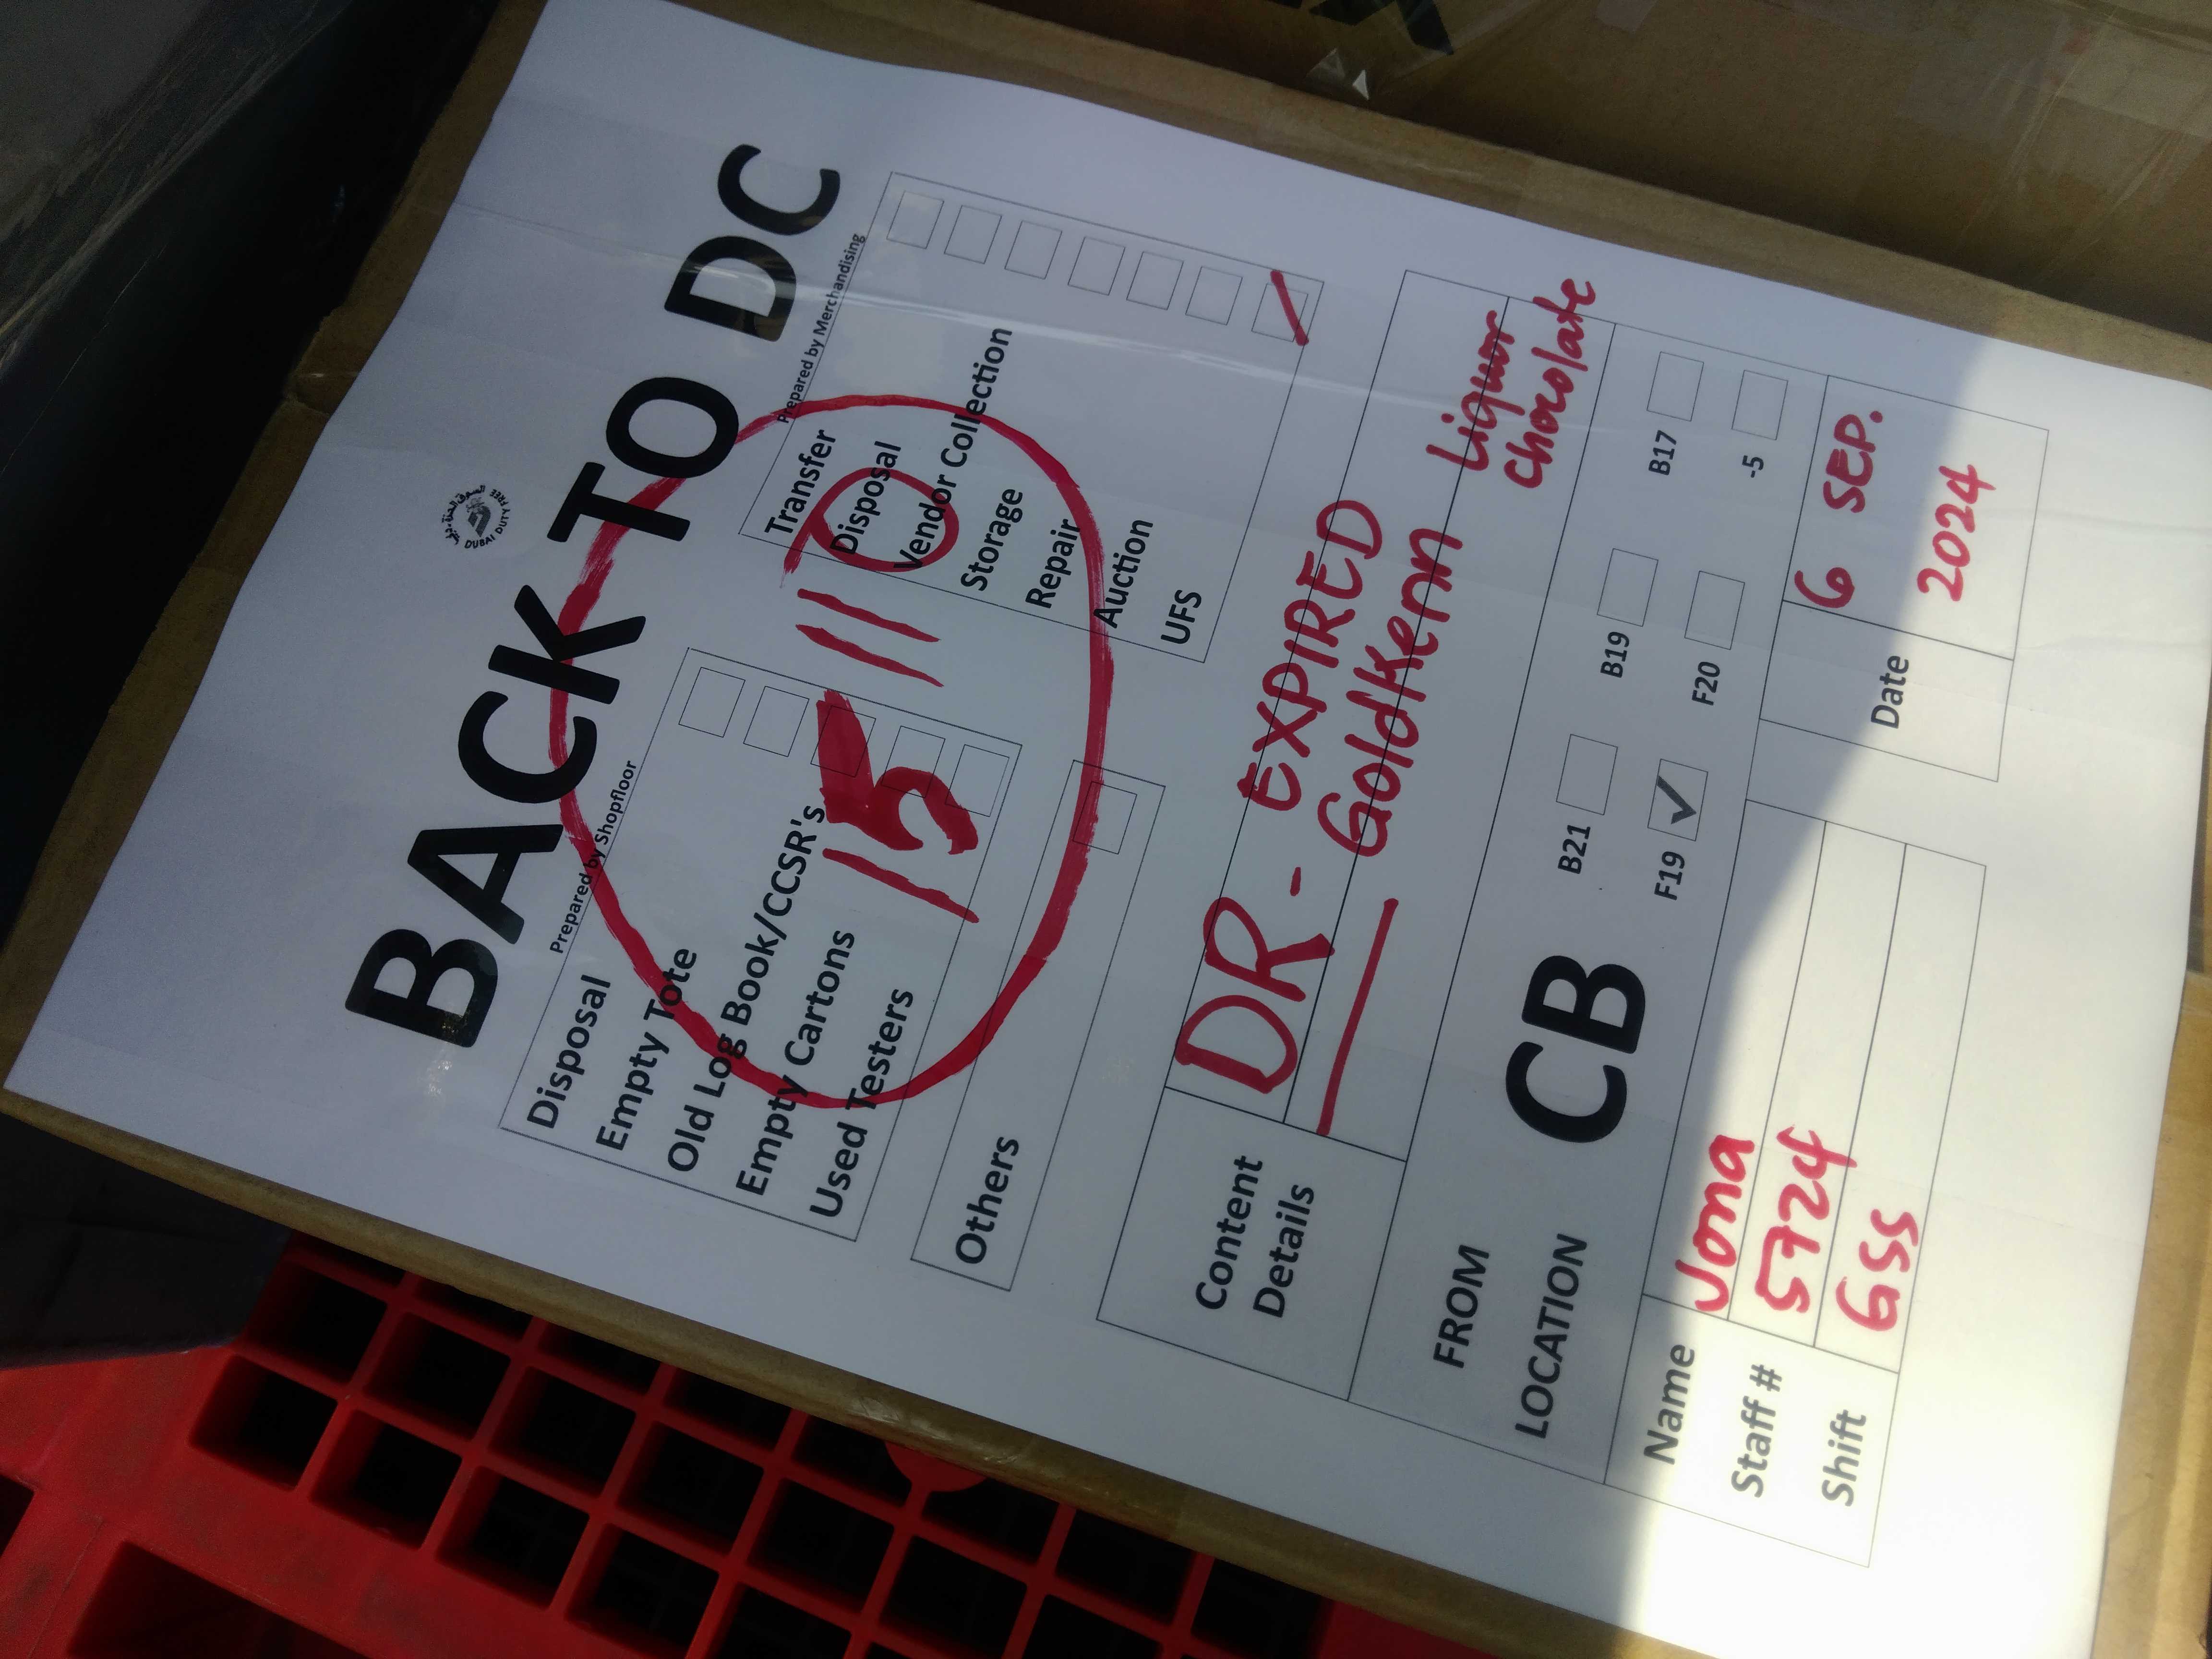 السوق الحرة دبي
DUBAI DUTY FREE
BACK TO DC
Prepared by Shopfloor
Prepared by Merchandising
Disposal
Empty Tote
Old Log Book/CCSR's
Empty Cartons
Used Testers
Others
Transfer
Disposal
Vendor Collection
Storage
Repair
Auction
UFS
15 // 
Content Details
DR - EXPIRED
Goldkenn Liquor
Chocolate
FROM
LOCATION
CB
B21 B19 B17
F19 ✓ F20 -5
Name Jona
Staff # 5724
Shift GSS
Date 6 SEP.
2024